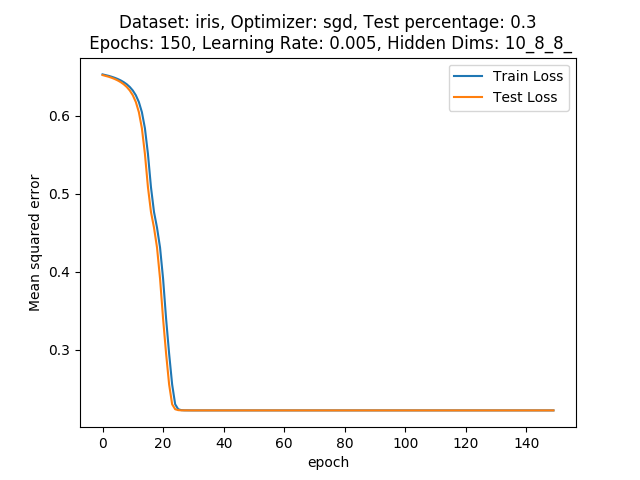 Dataset: iris, Optimizer: sgd, Test percentage: 0.3
Epochs: 150, Learning Rate: 0.005, Hidden Dims: 10_8_8_
Train Loss
Test Loss
0.6
0.5
0.4
0.3
Mean squared error
0 20 40 60 80 100 120 140
epoch